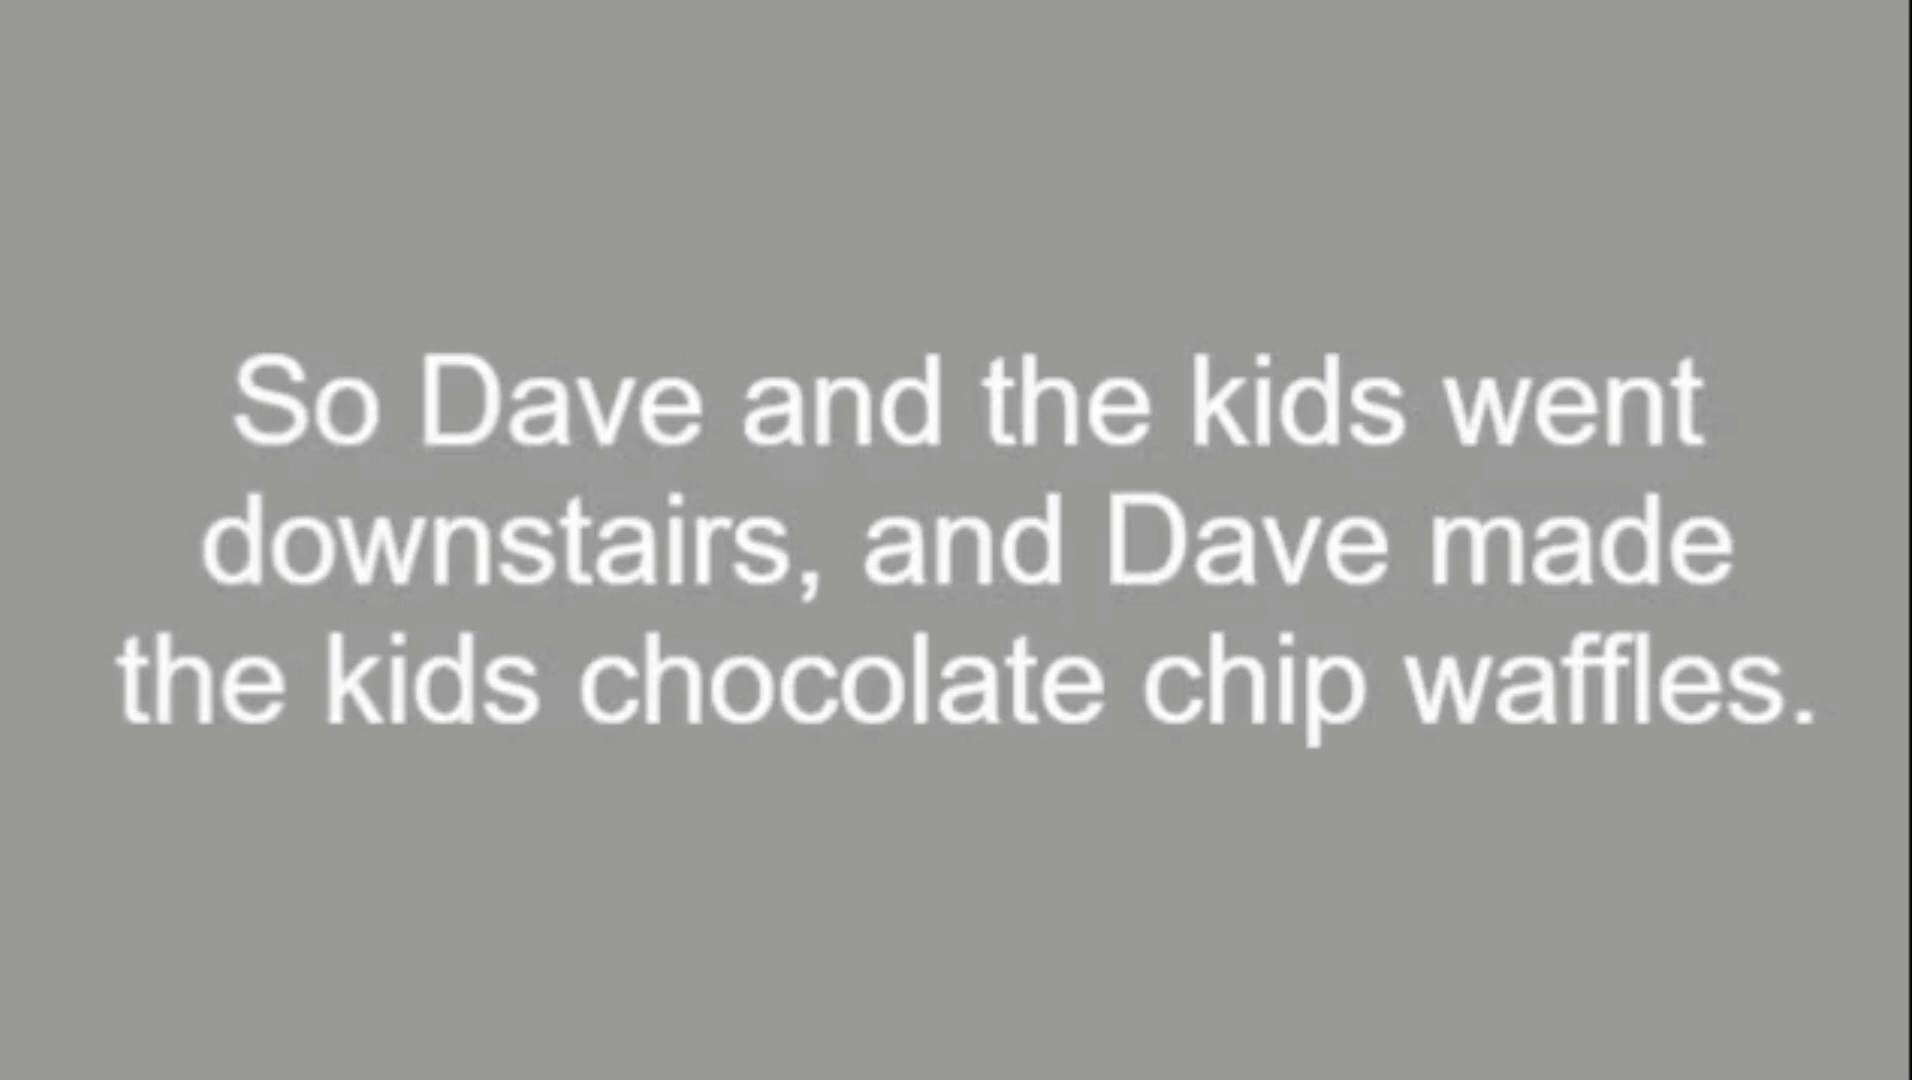 So Dave and the kids went
downstairs, and Dave made
the kids chocolate chip waffles.